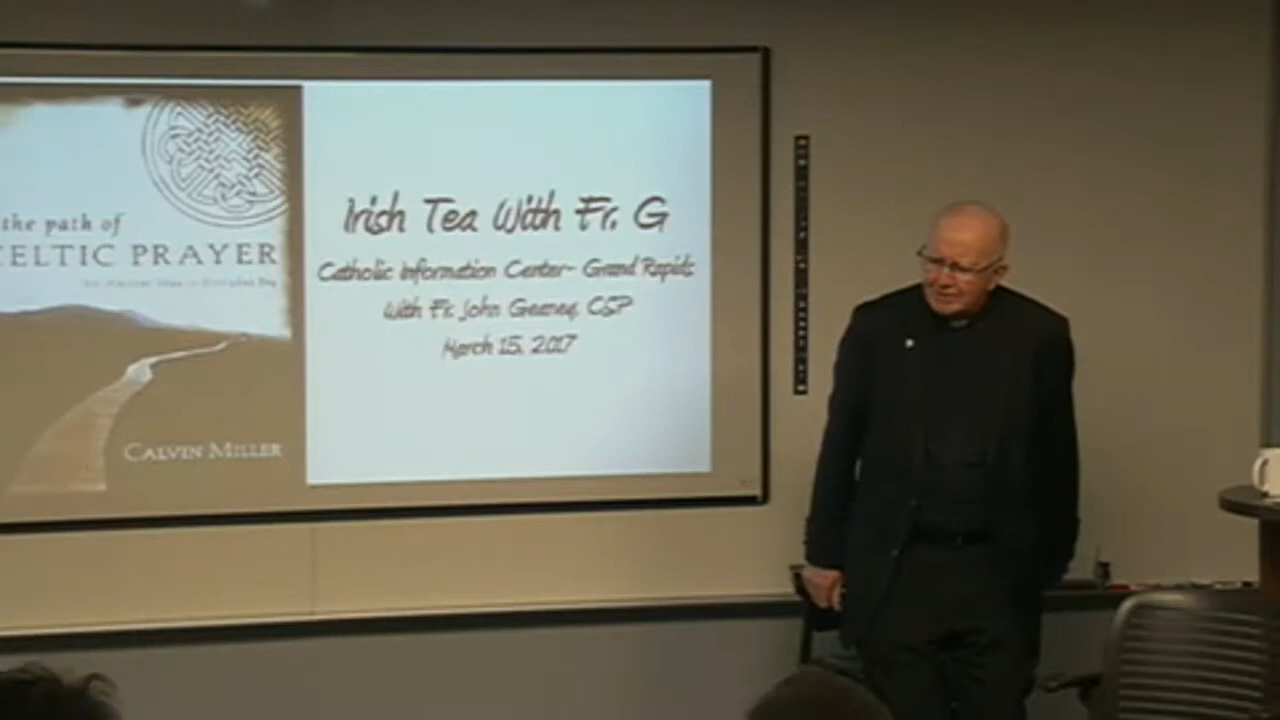 the path of
CELTIC PRAYER
CALVIN MILLER
Irish Tea With Fr. G
Catholic Information Center- Grand Rapids
With Fr. John Geaney, CSP
March 15, 2017